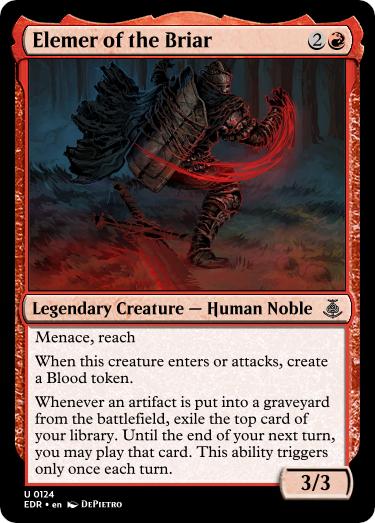 Elemer of the Briar 2
Legendary Creature — Human Noble
Menace, reach
When this creature enters or attacks, create
a Blood token.
Whenever an artifact is put into a graveyard
from the battlefield, exile the top card of
your library. Until the end of your next turn,
you may play that card. This ability triggers
only once each turn.
3/3
U 0124
EDR • en DePietro